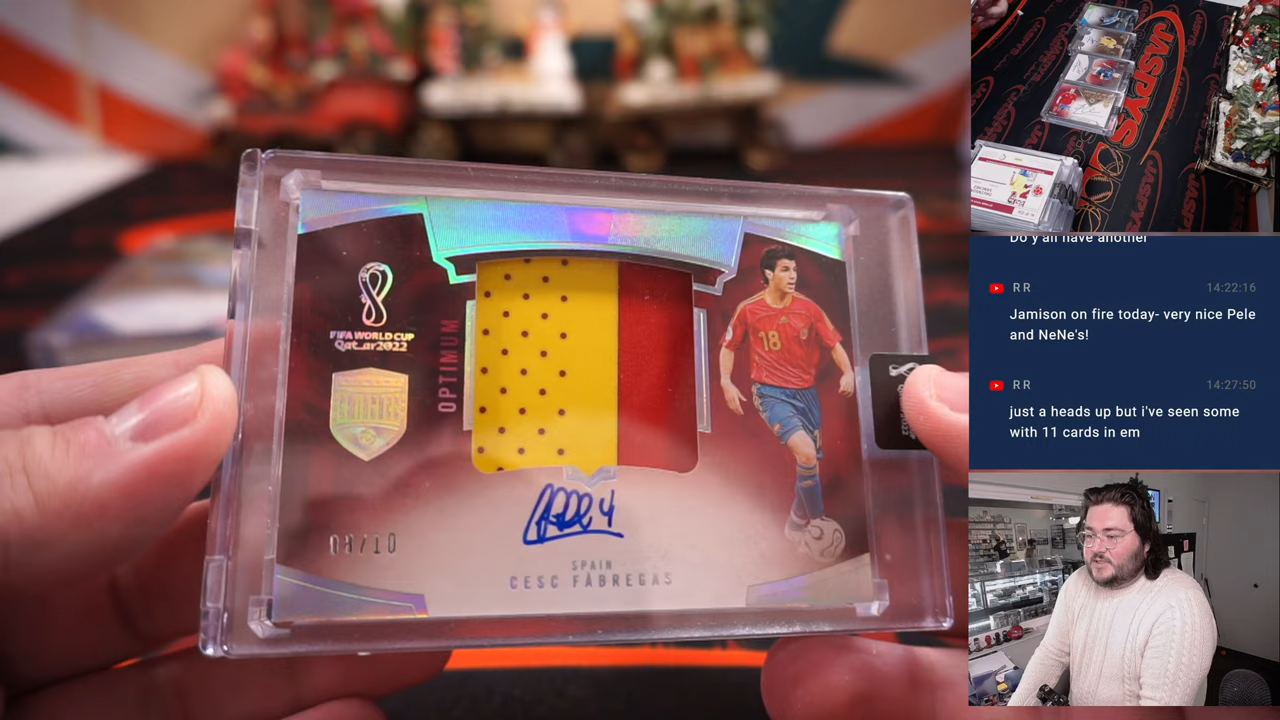 FIFA WORLD CUP
Qatar2022
OPTIMUM
18
4
SPAIN
CESC FÀBREGAS
JASPYS
Do y'all have another
R R
14:22:16
Jamison on fire today- very nice Pele
and NeNe's!
R R
14:27:50
just a heads up but i've seen some
with 11 cards in em